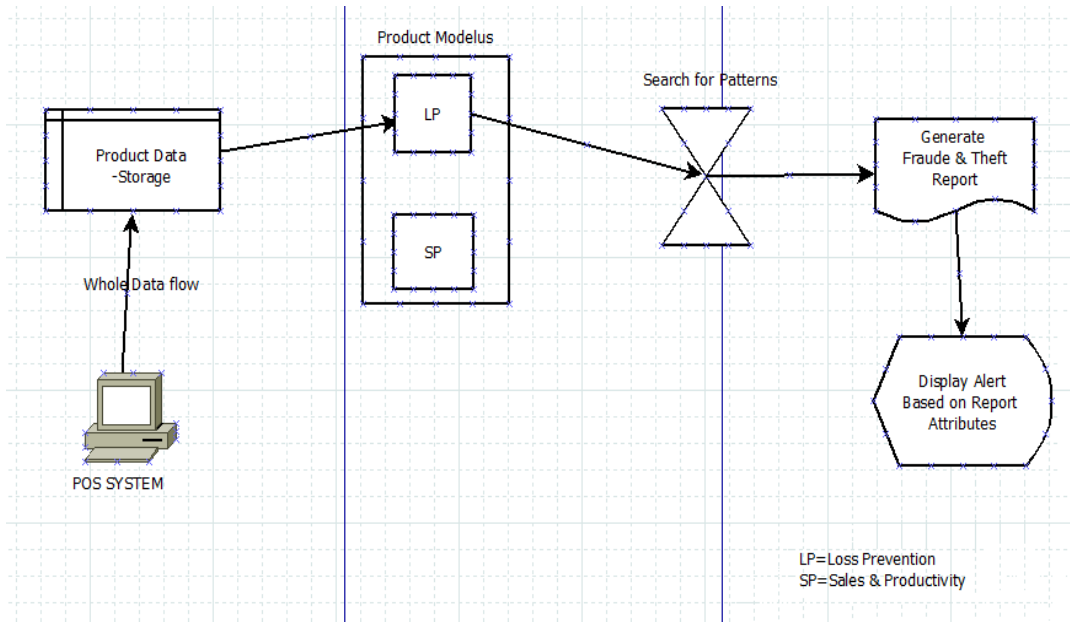 Product Modelus
Search for Patterns
LP
Product Data
-Storage
Generate
Fraude & Theft
Report
SP
Whole Data flow
Display Alert
Based on Report
Attributes
POS SYSTEM
LP=Loss Prevention
SP=Sales & Productivity